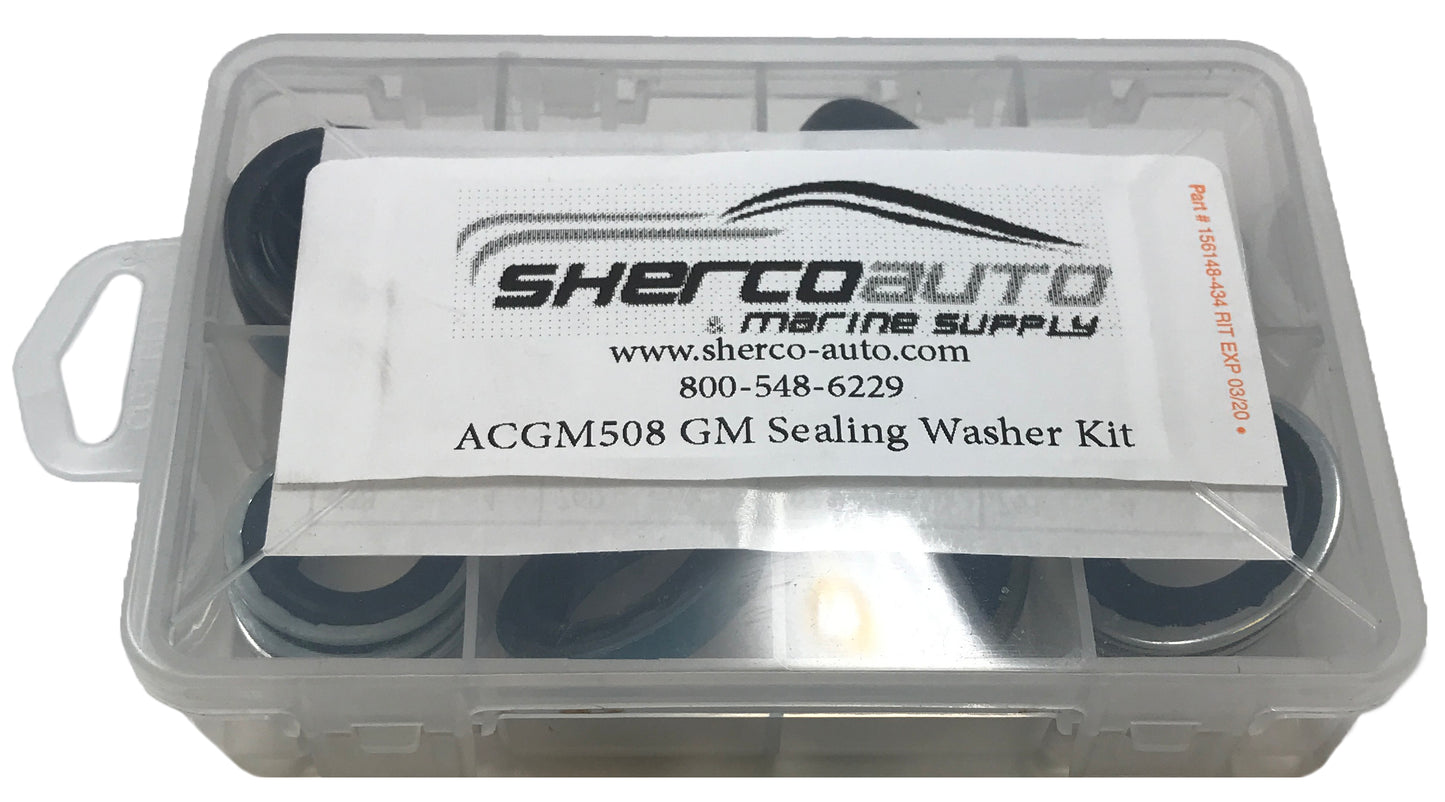 SHercoauto
& marine supply
www.sherco-auto.com
800-548-6229
ACGM508 GM Sealing Washer Kit
Part # 156148-434 RIT EXP 03/20 •